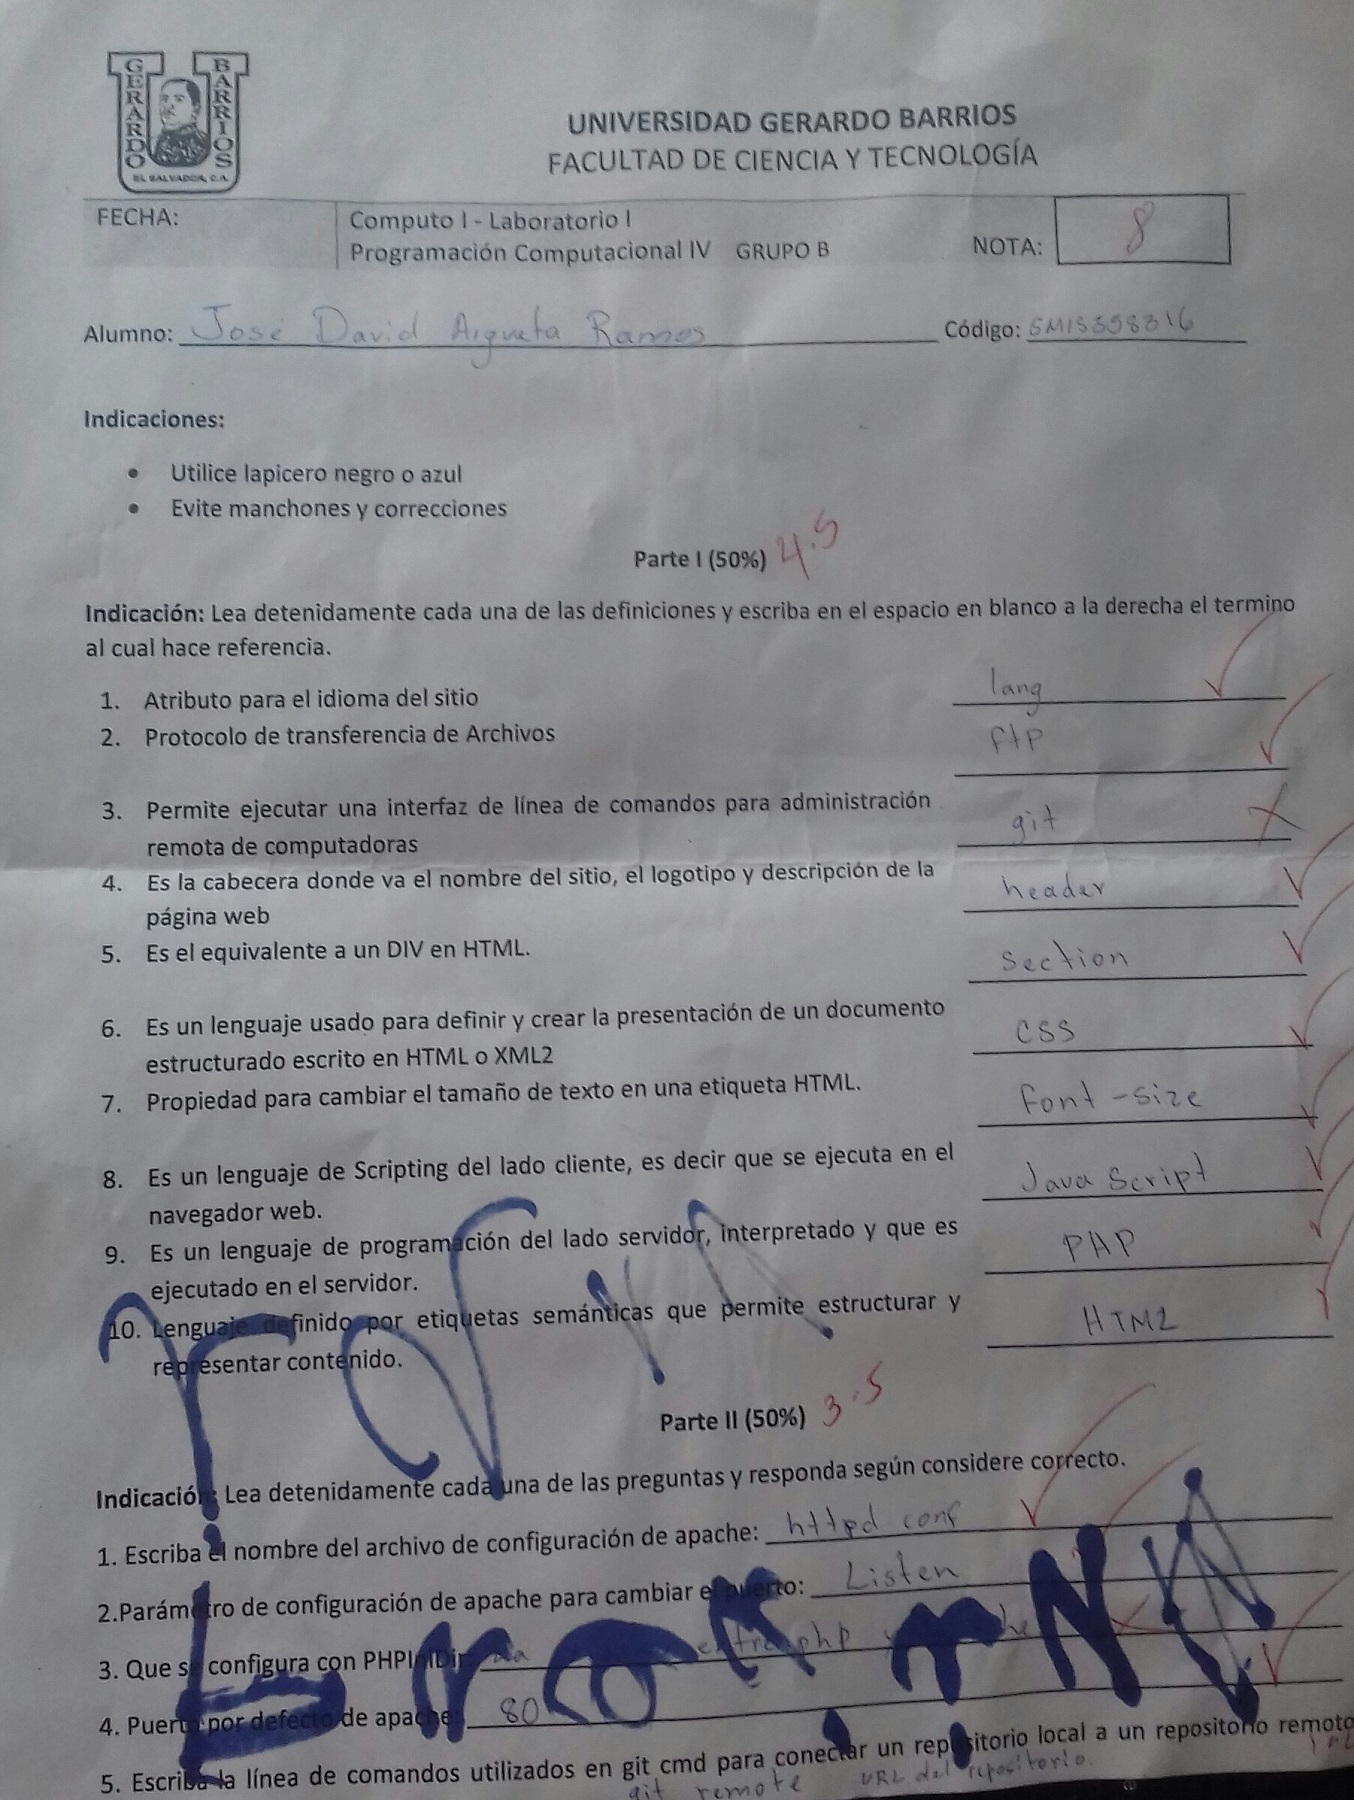 GERARDO BARRIOS
EL SALVADOR, C.A.
UNIVERSIDAD GERARDO BARRIOS
FACULTAD DE CIENCIA Y TECNOLOGÍA
FECHA:
Computo I - Laboratorio I
Programación Computacional IV GRUPO B
NOTA: 8
Alumno: José David Argueta Ramos Código: SMIS358316
Indicaciones:
• Utilice lapicero negro o azul
• Evite manchones y correcciones
Parte I (50%) 4.5
Indicación: Lea detenidamente cada una de las definiciones y escriba en el espacio en blanco a la derecha el termino
al cual hace referencia.
1. Atributo para el idioma del sitio lang
2. Protocolo de transferencia de Archivos ftp
3. Permite ejecutar una interfaz de línea de comandos para administración
remota de computadoras git
4. Es la cabecera donde va el nombre del sitio, el logotipo y descripción de la
página web header
5. Es el equivalente a un DIV en HTML. section
6. Es un lenguaje usado para definir y crear la presentación de un documento
estructurado escrito en HTML o XML2 CSS
7. Propiedad para cambiar el tamaño de texto en una etiqueta HTML. font-size
8. Es un lenguaje de Scripting del lado cliente, es decir que se ejecuta en el
navegador web. Java Script
9. Es un lenguaje de programación del lado servidor, interpretado y que es
ejecutado en el servidor. PHP
10. Lenguaje definido por etiquetas semánticas que permite estructurar y
representar contenido. HTML
Parte II (50%) 3.5
Indicación: Lea detenidamente cada una de las preguntas y responda según considere correcto.
1. Escriba el nombre del archivo de configuración de apache: httpd conf
2.Parámetro de configuración de apache para cambiar el puerto: Listen
3. Que se configura con PHPIniDir: php
4. Puerto por defecto de apache: 80
5. Escriba la línea de comandos utilizados en git cmd para conectar un repositorio local a un repositorio remoto
git remote URL del repositorio.